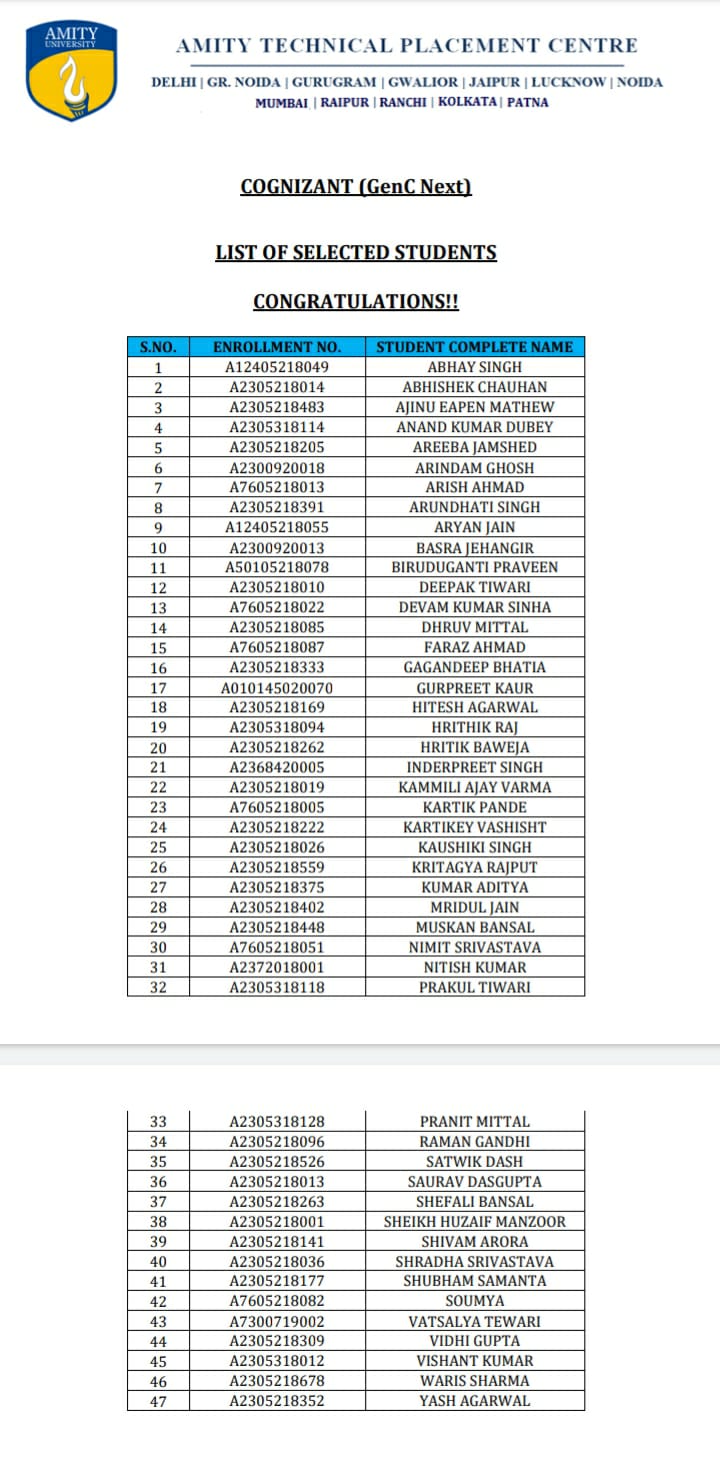 AMITY
UNIVERSITY
AMITY TECHNICAL PLACEMENT CENTRE
DELHI | GR. NOIDA | GURUGRAM | GWALIOR | JAIPUR | LUCKNOW | NOIDA
MUMBAI | RAIPUR | RANCHI | KOLKATA | PATNA
COGNIZANT (GenC Next)
LIST OF SELECTED STUDENTS
CONGRATULATIONS!!
S.NO. ENROLLMENT NO. STUDENT COMPLETE NAME
1 A12405218049 ABHAY SINGH
2 A2305218014 ABHISHEK CHAUHAN
3 A2305218483 AJINU EAPEN MATHEW
4 A2305318114 ANAND KUMAR DUBEY
5 A2305218205 AREEBA JAMSHED
6 A2300920018 ARINDAM GHOSH
7 A7605218013 ARISH AHMAD
8 A2305218391 ARUNDHATI SINGH
9 A12405218055 ARYAN JAIN
10 A2300920013 BASRA JEHANGIR
11 A50105218078 BIRUDUGANTI PRAVEEN
12 A2305218010 DEEPAK TIWARI
13 A7605218022 DEVAM KUMAR SINHA
14 A2305218085 DHRUV MITTAL
15 A7605218087 FARAZ AHMAD
16 A2305218333 GAGANDEEP BHATIA
17 A010145020070 GURPREET KAUR
18 A2305218169 HITESH AGARWAL
19 A2305318094 HRITHIK RAJ
20 A2305218262 HRITIK BAWEJA
21 A2368420005 INDERPREET SINGH
22 A2305218019 KAMMILI AJAY VARMA
23 A7605218005 KARTIK PANDE
24 A2305218222 KARTIKEY VASHISHT
25 A2305218026 KAUSHIKI SINGH
26 A2305218559 KRITAGYA RAJPUT
27 A2305218375 KUMAR ADITYA
28 A2305218402 MRIDUL JAIN
29 A2305218448 MUSKAN BANSAL
30 A7605218051 NIMIT SRIVASTAVA
31 A2372018001 NITISH KUMAR
32 A2305318118 PRAKUL TIWARI
33 A2305318128 PRANIT MITTAL
34 A2305218096 RAMAN GANDHI
35 A2305218526 SATWIK DASH
36 A2305218013 SAURAV DASGUPTA
37 A2305218263 SHEFALI BANSAL
38 A2305218001 SHEIKH HUZAIF MANZOOR
39 A2305218141 SHIVAM ARORA
40 A2305218036 SHRADHA SRIVASTAVA
41 A2305218177 SHUBHAM SAMANTA
42 A7605218082 SOUMYA
43 A7300719002 VATSALYA TEWARI
44 A2305218309 VIDHI GUPTA
45 A2305318012 VISHANT KUMAR
46 A2305218678 WARIS SHARMA
47 A2305218352 YASH AGARWAL